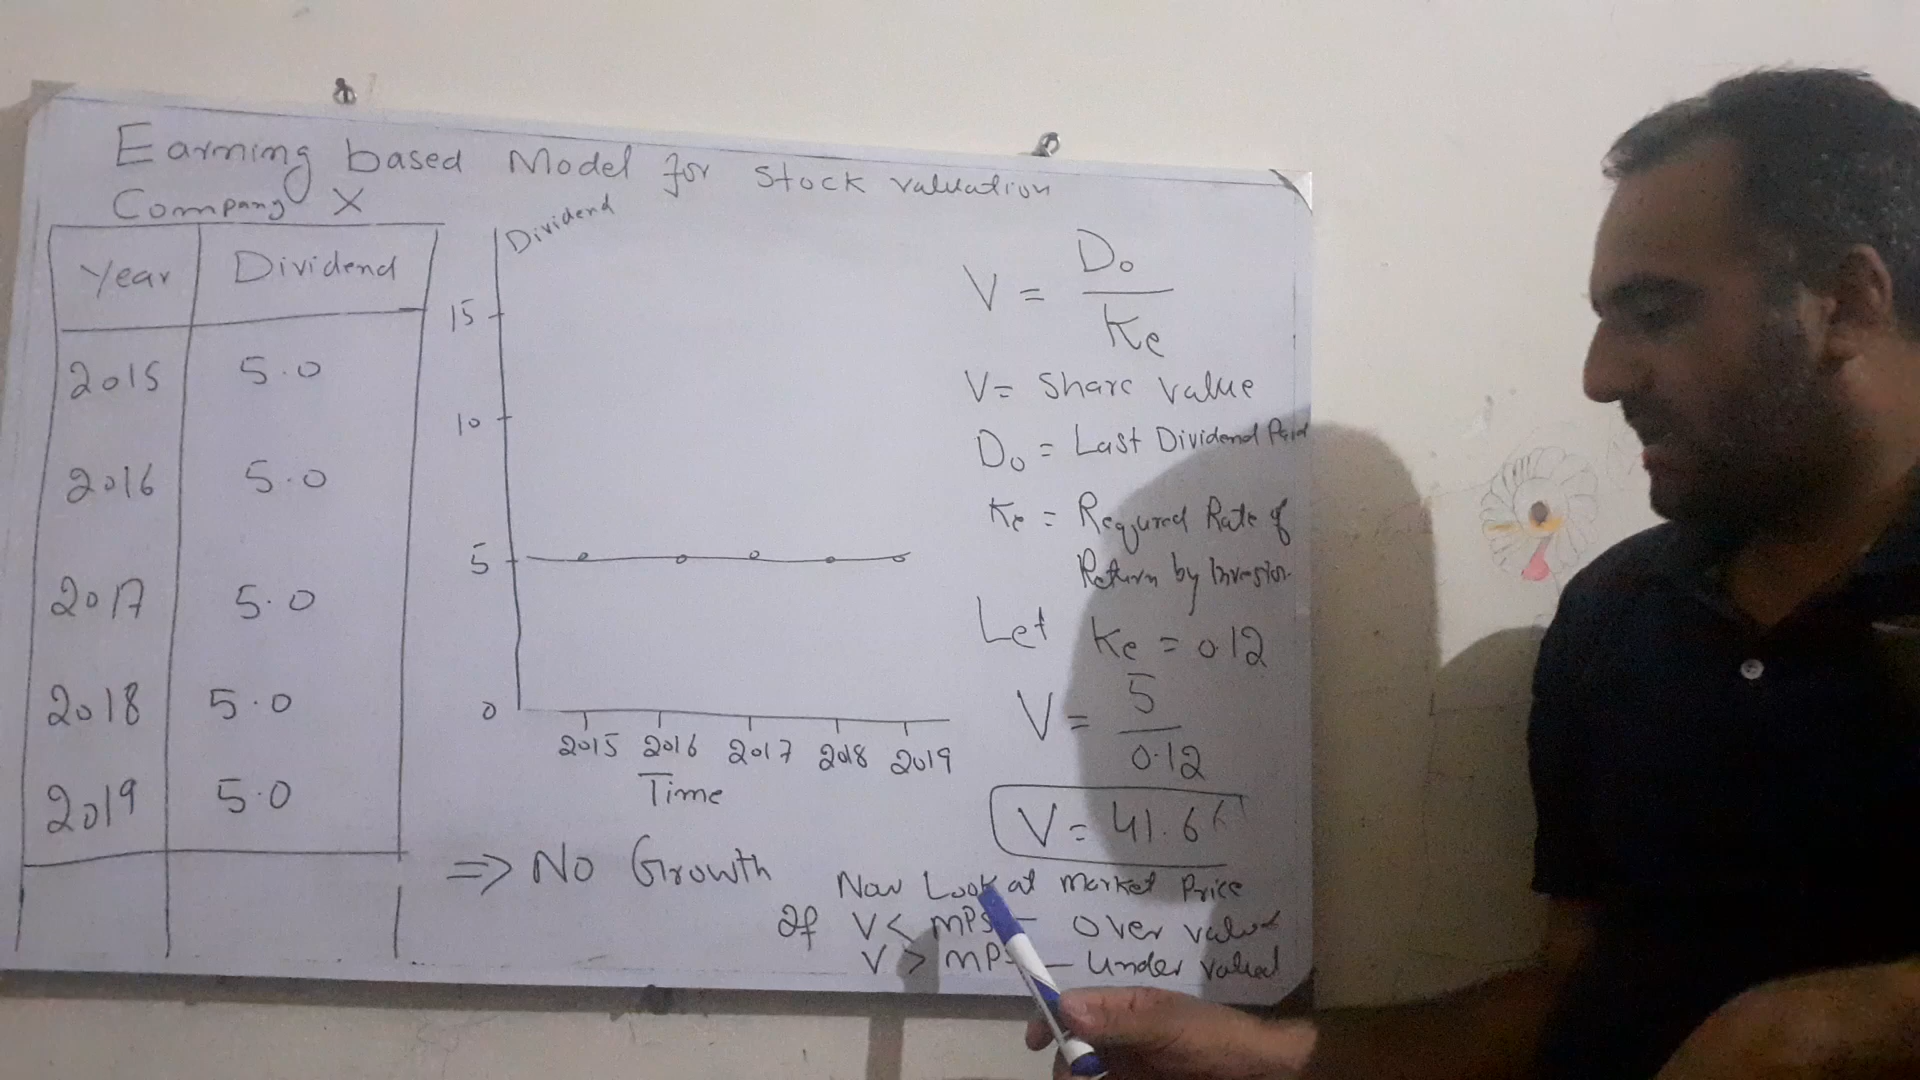 Earning based Model for Stock valuation
Company X
Year Dividend
2015 5.0
2016 5.0
2017 5.0
2018 5.0
2019 5.0
Dividend
15
10
5
0
2015 2016 2017 2018 2019
Time
=> No Growth
V = D₀ / Ke
V = Share value
D₀ = Last Dividend Paid
Ke = Required Rate of
Return by
Let Ke = 0.12
V = 5 / 0.12
V = 41.66
Now Look at Market Price
If V < MPS - Over valued
V > MPS - Under valued